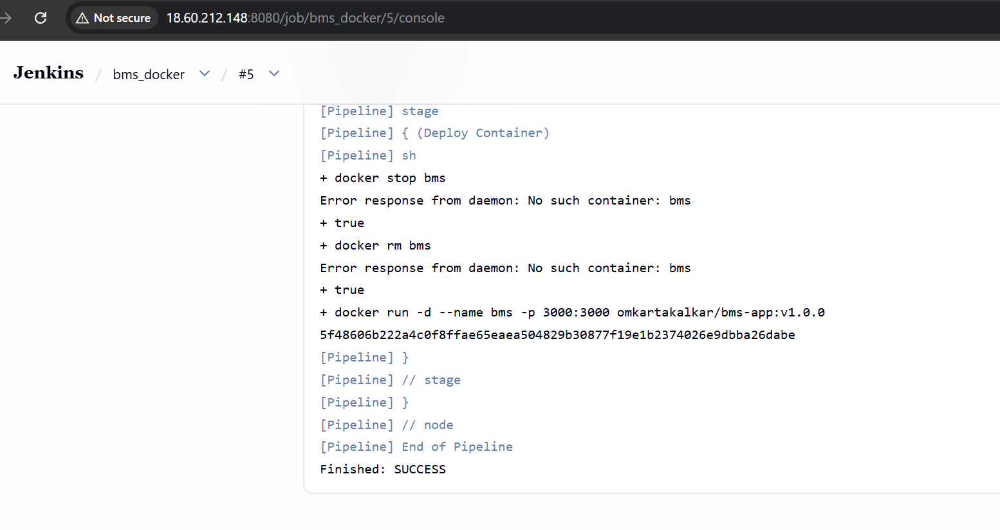 Not secure 18.60.212.148:8080/job/bms_docker/5/console
Jenkins / bms_docker / #5
[Pipeline] stage
[Pipeline] { (Deploy Container)
[Pipeline] sh
+ docker stop bms
Error response from daemon: No such container: bms
+ true
+ docker rm bms
Error response from daemon: No such container: bms
+ true
+ docker run -d --name bms -p 3000:3000 omkartakalkar/bms-app:v1.0.0
5f48606b222a4c0f8ffae65eaea504829b30877f19e1b2374026e9dbba26dabe
[Pipeline] }
[Pipeline] // stage
[Pipeline] }
[Pipeline] // node
[Pipeline] End of Pipeline
Finished: SUCCESS